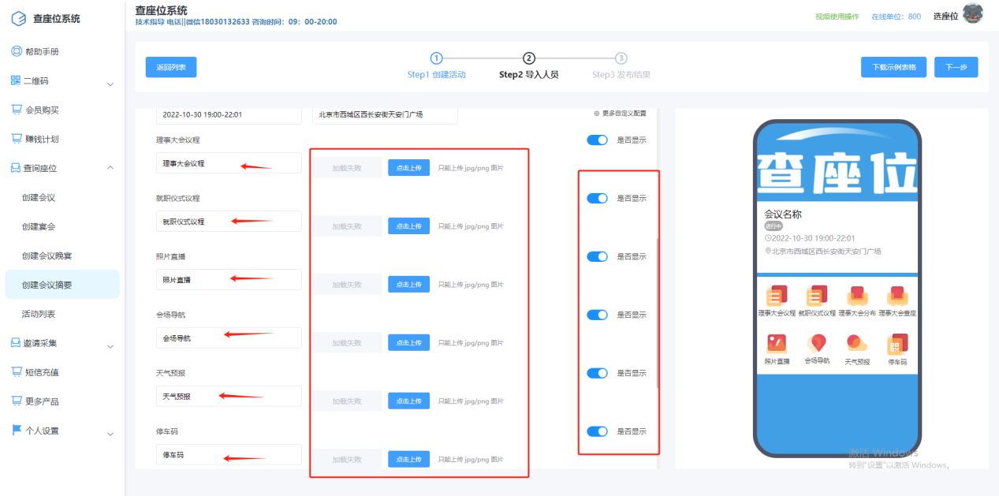 查座位系统
帮助手册
二维码
会员购买
赚钱计划
查询座位
创建会议
创建宴会
创建会议晚宴
创建会议摘要
活动列表
邀请采集
短信充值
更多产品
个人设置
查座位系统
技术指导 电话||微信18030132633 咨询时间：09：00-20:00
视频使用操作 在线单位：800 选座位
返回列表
1 2 3
Step1 创建活动 Step2 导入人员 Step3 发布结果
下载示例表格 下一步
2022-10-30 19:00-22:01 北京市西城区西长安街天安门广场 更多自定义配置
理事大会议程 是否显示
理事大会议程 加载失败 点击上传 只能上传 jpg/png 图片
就职仪式议程 是否显示
就职仪式议程 加载失败 点击上传 只能上传 jpg/png 图片
照片直播 是否显示
照片直播 加载失败 点击上传 只能上传 jpg/png 图片
会场导航 是否显示
会场导航 加载失败 点击上传 只能上传 jpg/png 图片
天气预报 是否显示
天气预报 加载失败 点击上传 只能上传 jpg/png 图片
停车码 是否显示
停车码 加载失败 点击上传 只能上传 jpg/png 图片
查座位
会议名称
进行中
2022-10-30 19:00-22:01
北京市西城区西长安街天安门广场
理事大会议程 就职仪式议程 理事大会分布 理事大会查座
照片直播 会场导航 天气预报 停车码
激活 Windows
转到"设置"以激活 Windows。